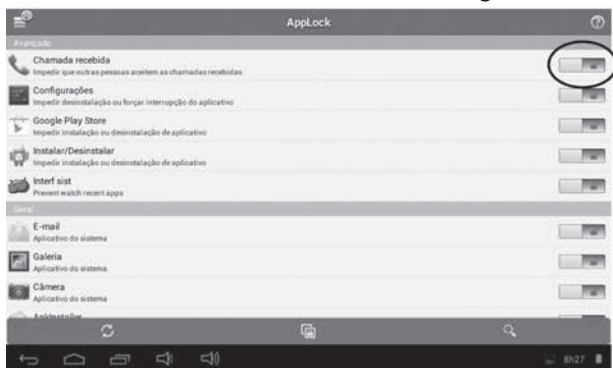 AppLock
Avançado
Chamada recebida
Impedir que outras pessoas aceitem as chamadas recebidas
Configurações
Impedir desinstalação ou forçar interrupção do aplicativo
Google Play Store
Impedir instalação ou desinstalação de aplicativo
Instalar/Desinstalar
Impedir instalação ou desinstalação de aplicativo
Interf sist
Prevent watch recent apps
Geral
E-mail
Aplicativo do sistema
Galeria
Aplicativo do sistema
Câmera
Aplicativo do sistema
8h27